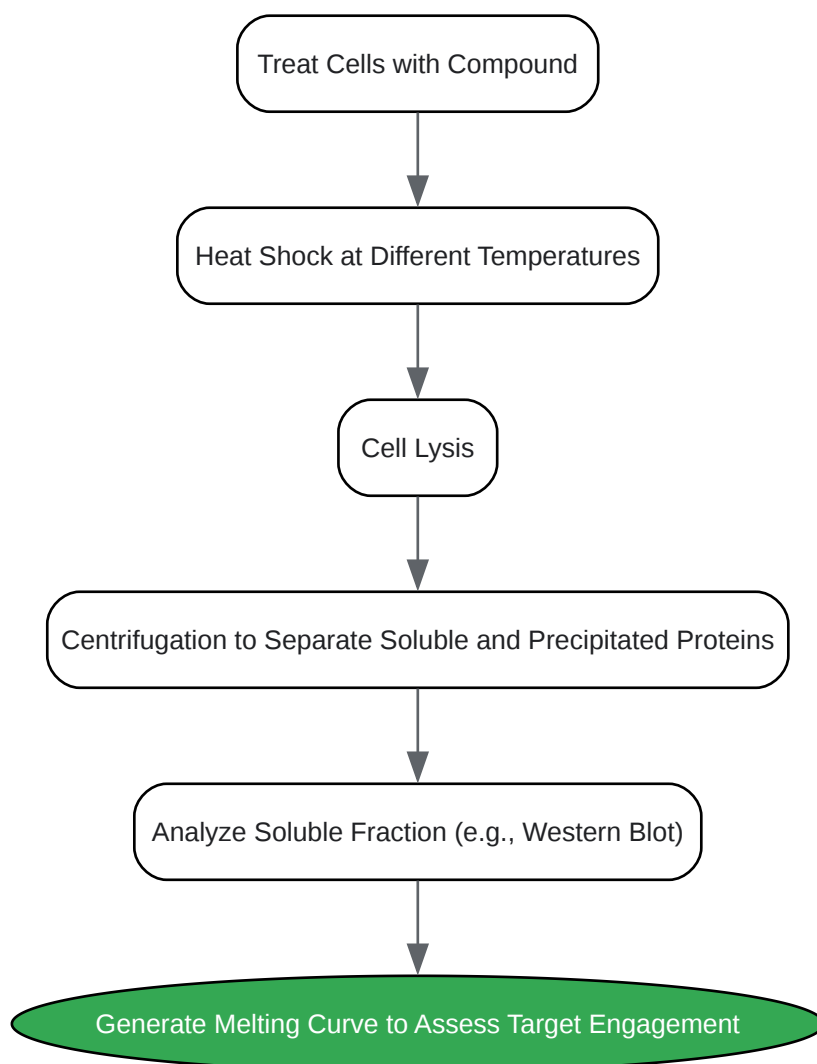 Treat Cells with Compound
Heat Shock at Different Temperatures
Cell Lysis
Centrifugation to Separate Soluble and Precipitated Proteins
Analyze Soluble Fraction (e.g., Western Blot)
Generate Melting Curve to Assess Target Engagement